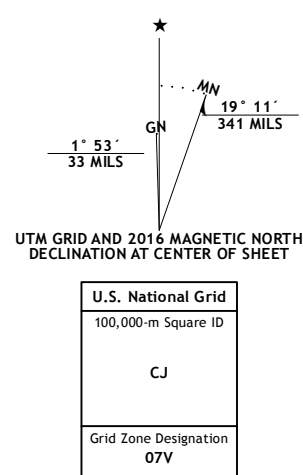 ★
MN
GN
19° 11´
341 MILS
1° 53´
33 MILS
UTM GRID AND 2016 MAGNETIC NORTH
DECLINATION AT CENTER OF SHEET
U.S. National Grid
100,000-m Square ID
CJ
Grid Zone Designation
07V